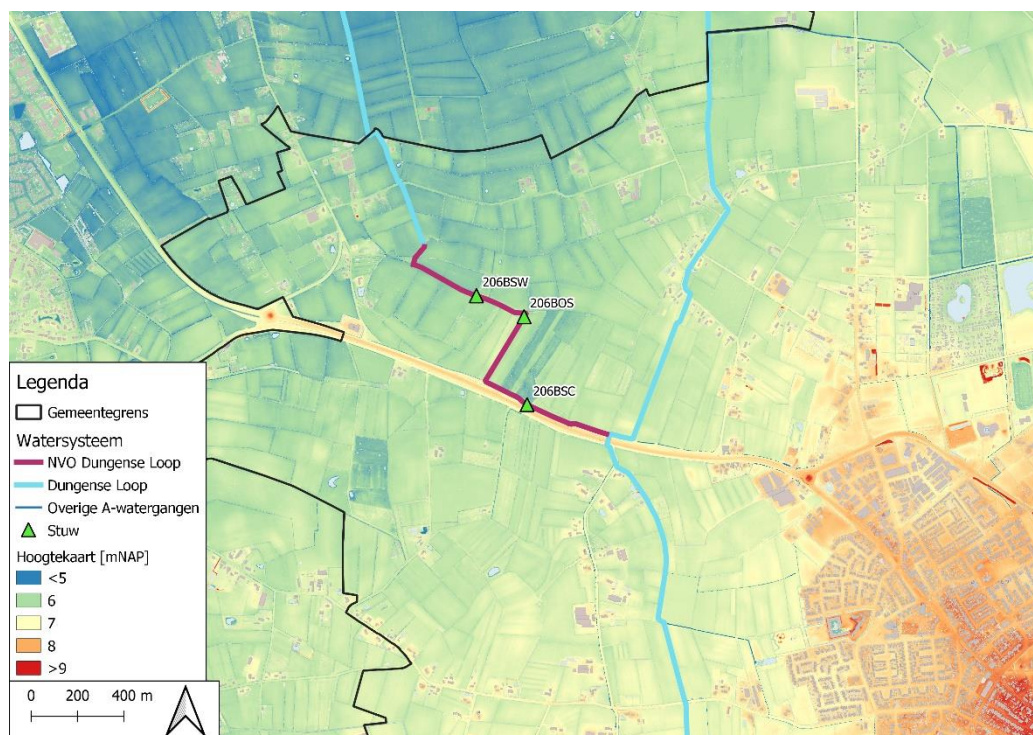 206BSW
206BOS
206BSC
Legenda
Gemeentegrens
Watersysteem
NVO Dungense Loop
Dungense Loop
Overige A-watergangen
Stuw
Hoogtekaart [mNAP]
<5
6
7
8
>9
0 200 400 m